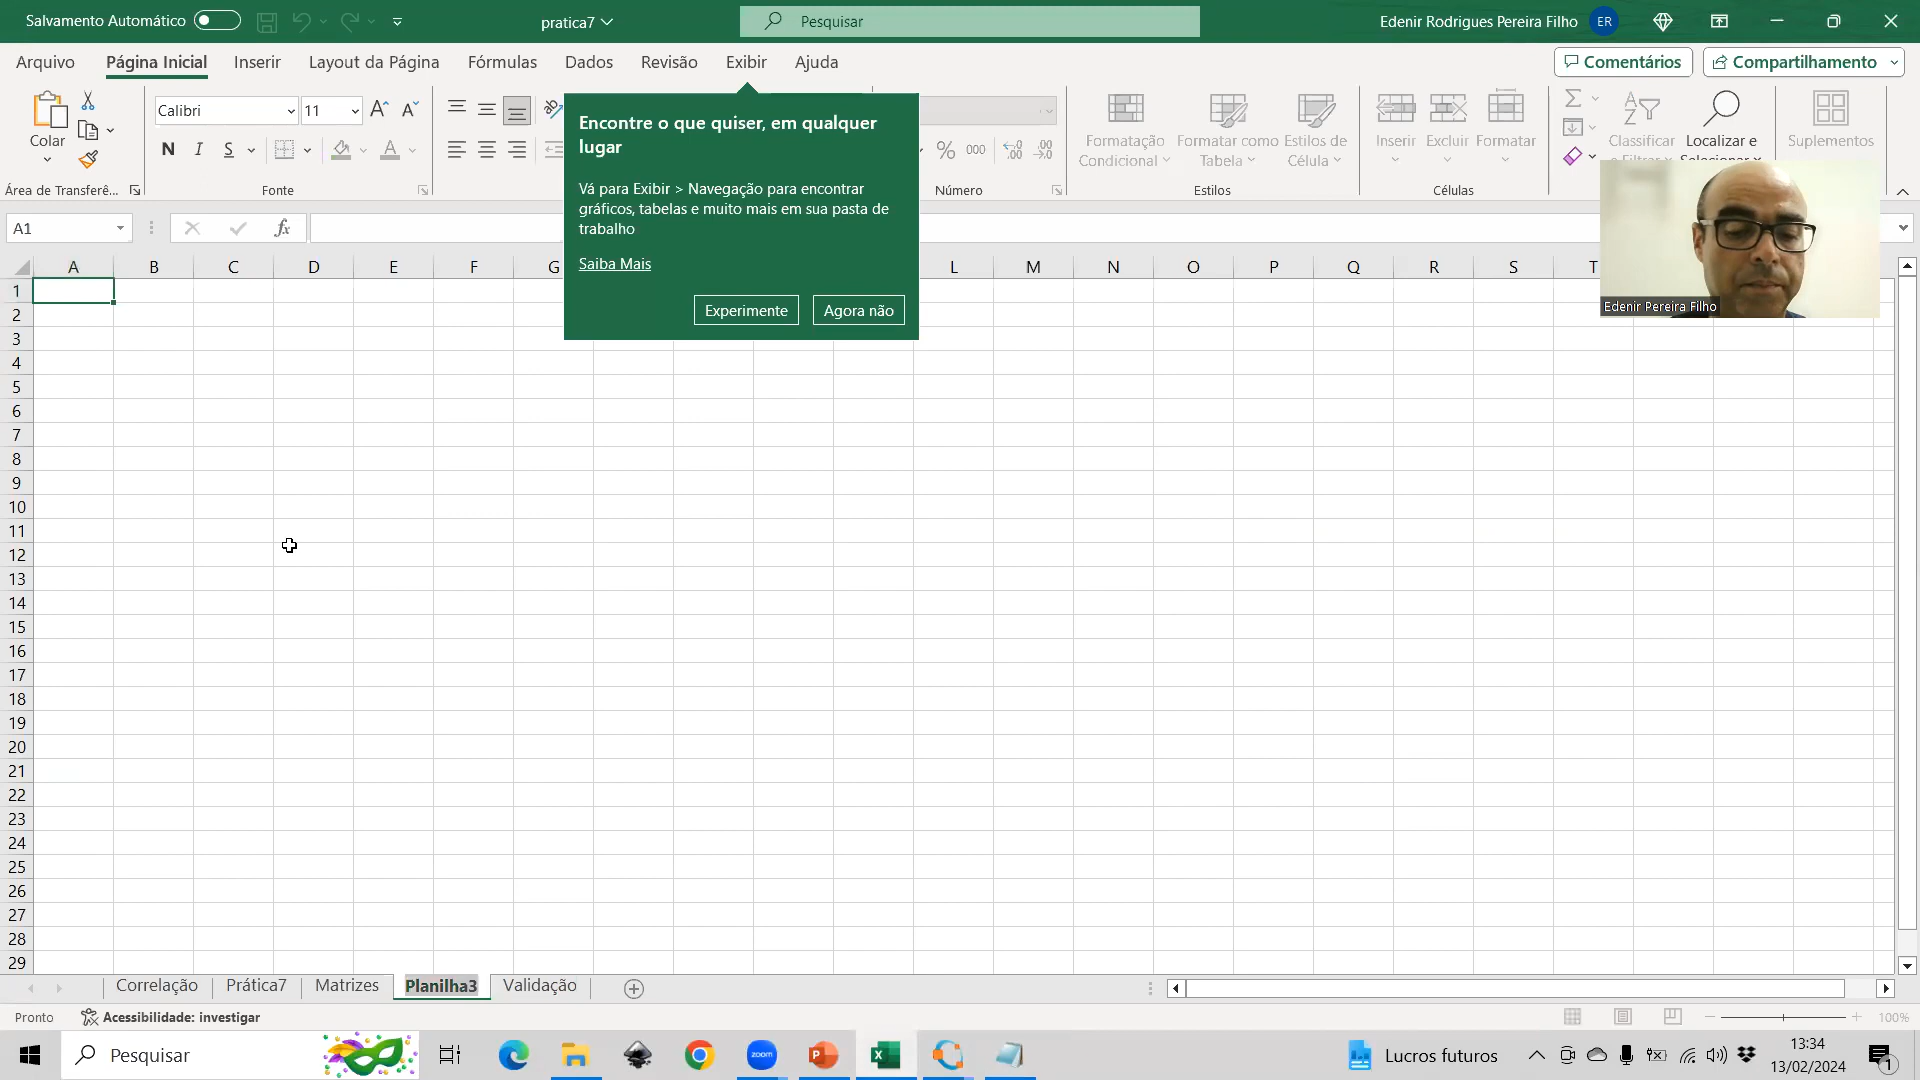 Salvamento Automático
pratica7
Pesquisar
Edenir Rodrigues Pereira Filho
ER
Arquivo
Página Inicial
Inserir
Layout da Página
Fórmulas
Dados
Revisão
Exibir
Ajuda
Comentários
Compartilhamento
Colar
Área de Transferê...
Calibri
11
N
I
S
Fonte
Encontre o que quiser, em qualquer
lugar
Vá para Exibir > Navegação para encontrar
gráficos, tabelas e muito mais em sua pasta de
trabalho
Saiba Mais
Experimente
Agora não
% 000
Número
Formatação
Condicional
Formatar como
Tabela
Estilos de
Célula
Estilos
Inserir
Excluir
Formatar
Células
Classificar
Localizar e
Suplementos
Edenir Pereira Filho
A1
fx
A B C D E F G L M N O P Q R S T
1
2
3
4
5
6
7
8
9
10
11
12
13
14
15
16
17
18
19
20
21
22
23
24
25
26
27
28
29
Correlação
Prática7
Matrizes
Planilha3
Validação
Pronto
Acessibilidade: investigar
100%
Pesquisar
zoom
Lucros futuros
13:34
13/02/2024
1